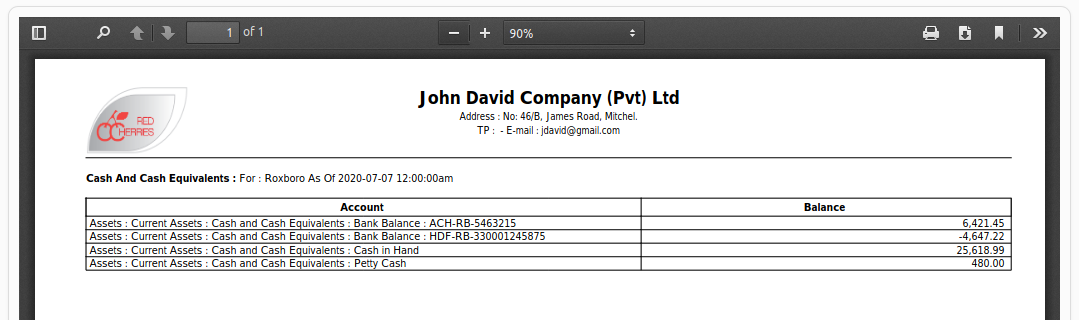 1 of 1
90%
RED
CHERRIES
John David Company (Pvt) Ltd
Address : No: 46/B, James Road, Mitchel.
TP : - E-mail : jdavid@gmail.com
Cash And Cash Equivalents : For : Roxboro As Of 2020-07-07 12:00:00am
Account Balance
Assets : Current Assets : Cash and Cash Equivalents : Bank Balance : ACH-RB-5463215 6,421.45
Assets : Current Assets : Cash and Cash Equivalents : Bank Balance : HDF-RB-330001245875 -4,647.22
Assets : Current Assets : Cash and Cash Equivalents : Cash in Hand 25,618.99
Assets : Current Assets : Cash and Cash Equivalents : Petty Cash 480.00